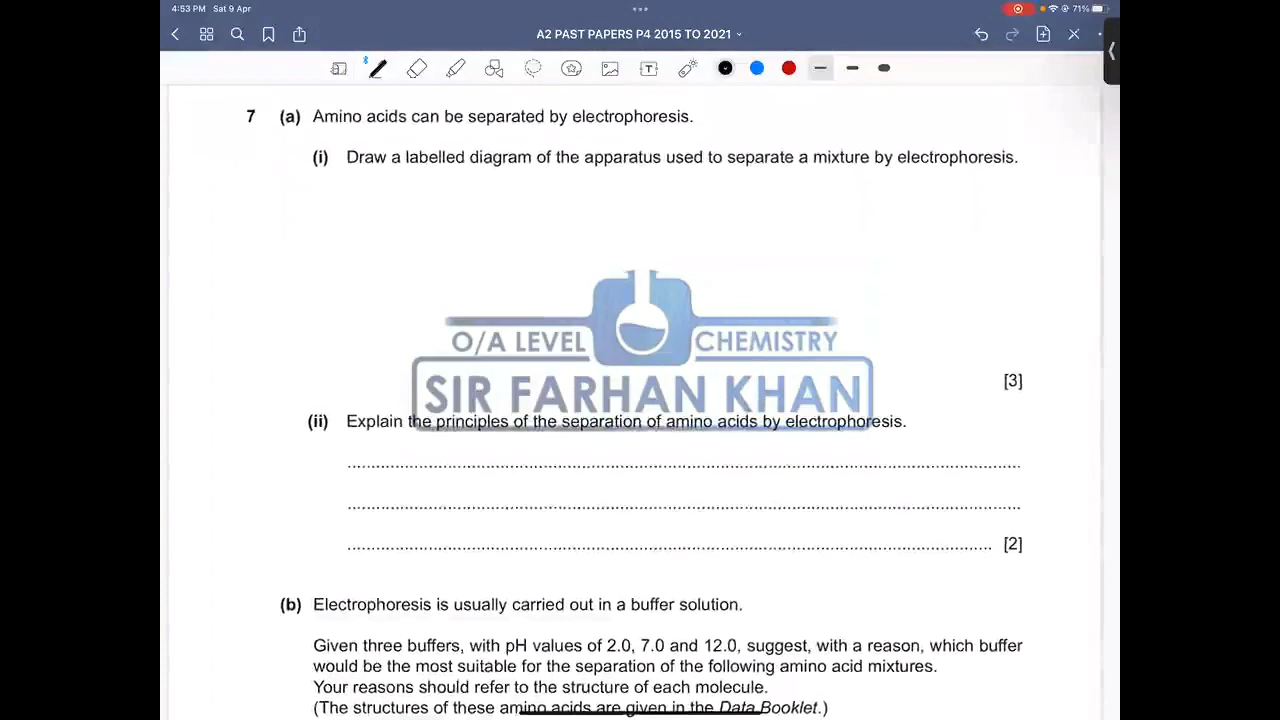 4:53 PM Sat 9 Apr
71%
A2 PAST PAPERS P4 2015 TO 2021
7 (a) Amino acids can be separated by electrophoresis.
(i) Draw a labelled diagram of the apparatus used to separate a mixture by electrophoresis.
O/A LEVEL CHEMISTRY
SIR FARHAN KHAN
[3]
(ii) Explain the principles of the separation of amino acids by electrophoresis.
[2]
(b) Electrophoresis is usually carried out in a buffer solution.
Given three buffers, with pH values of 2.0, 7.0 and 12.0, suggest, with a reason, which buffer
would be the most suitable for the separation of the following amino acid mixtures.
Your reasons should refer to the structure of each molecule.
(The structures of these amino acids are given in the Data Booklet.)